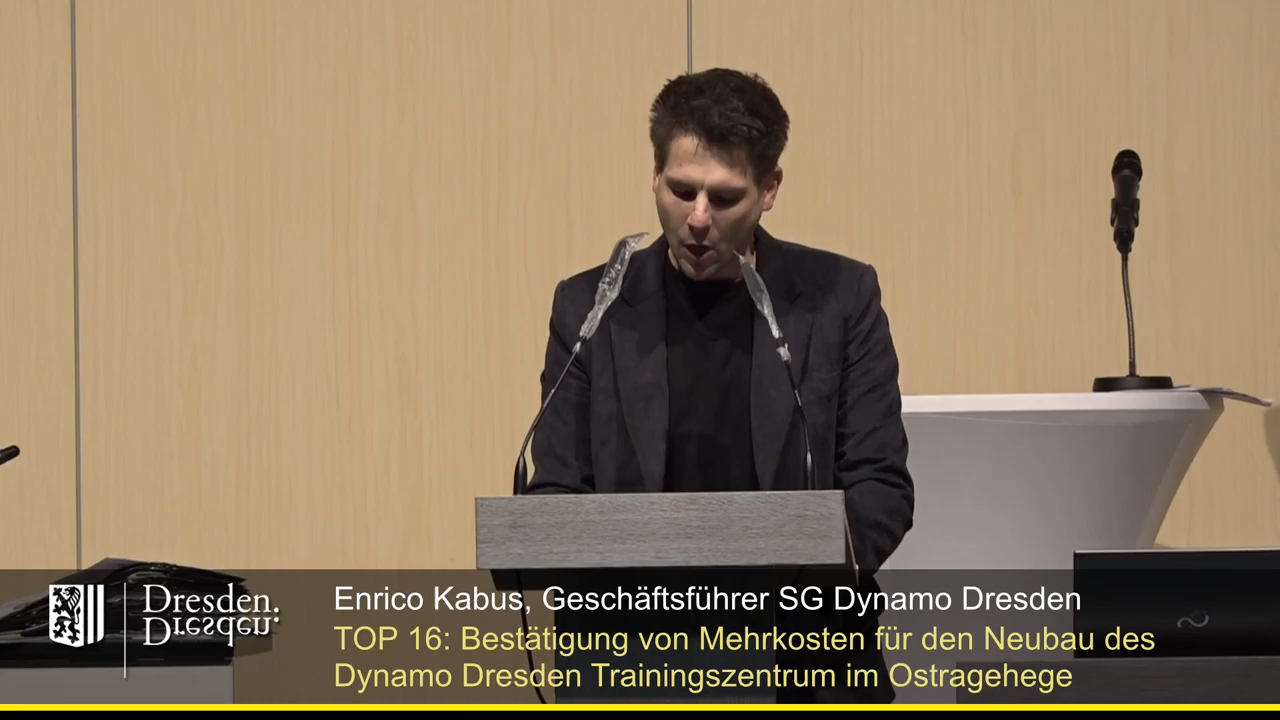 Dresden.
Dresden.
Enrico Kabus, Geschäftsführer SG Dynamo Dresden
TOP 16: Bestätigung von Mehrkosten für den Neubau des
Dynamo Dresden Trainingszentrum im Ostragehege